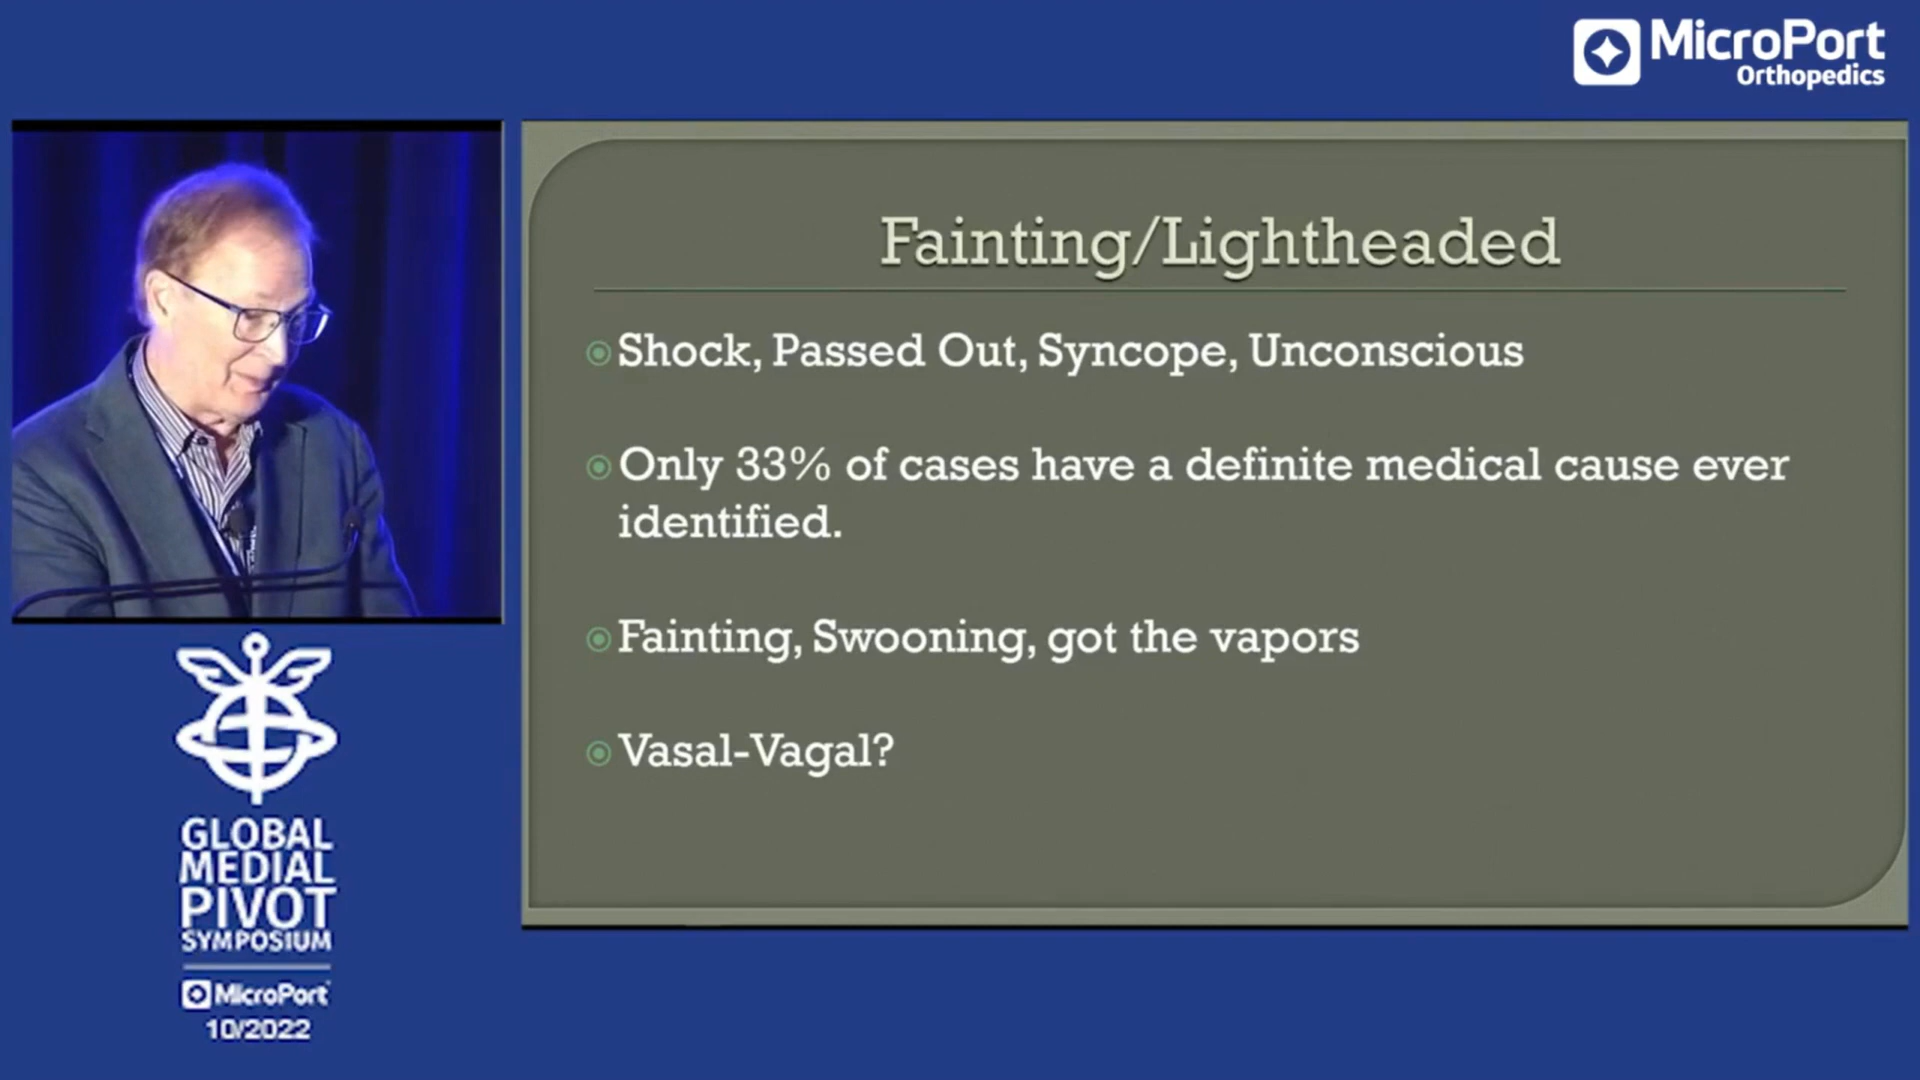 MicroPort
Orthopedics
Fainting/Lightheaded
Shock, Passed Out, Syncope, Unconscious
Only 33% of cases have a definite medical cause ever
identified.
Fainting, Swooning, got the vapors
Vasal-Vagal?
GLOBAL
MEDIAL
PIVOT
SYMPOSIUM
MicroPort
10/2022